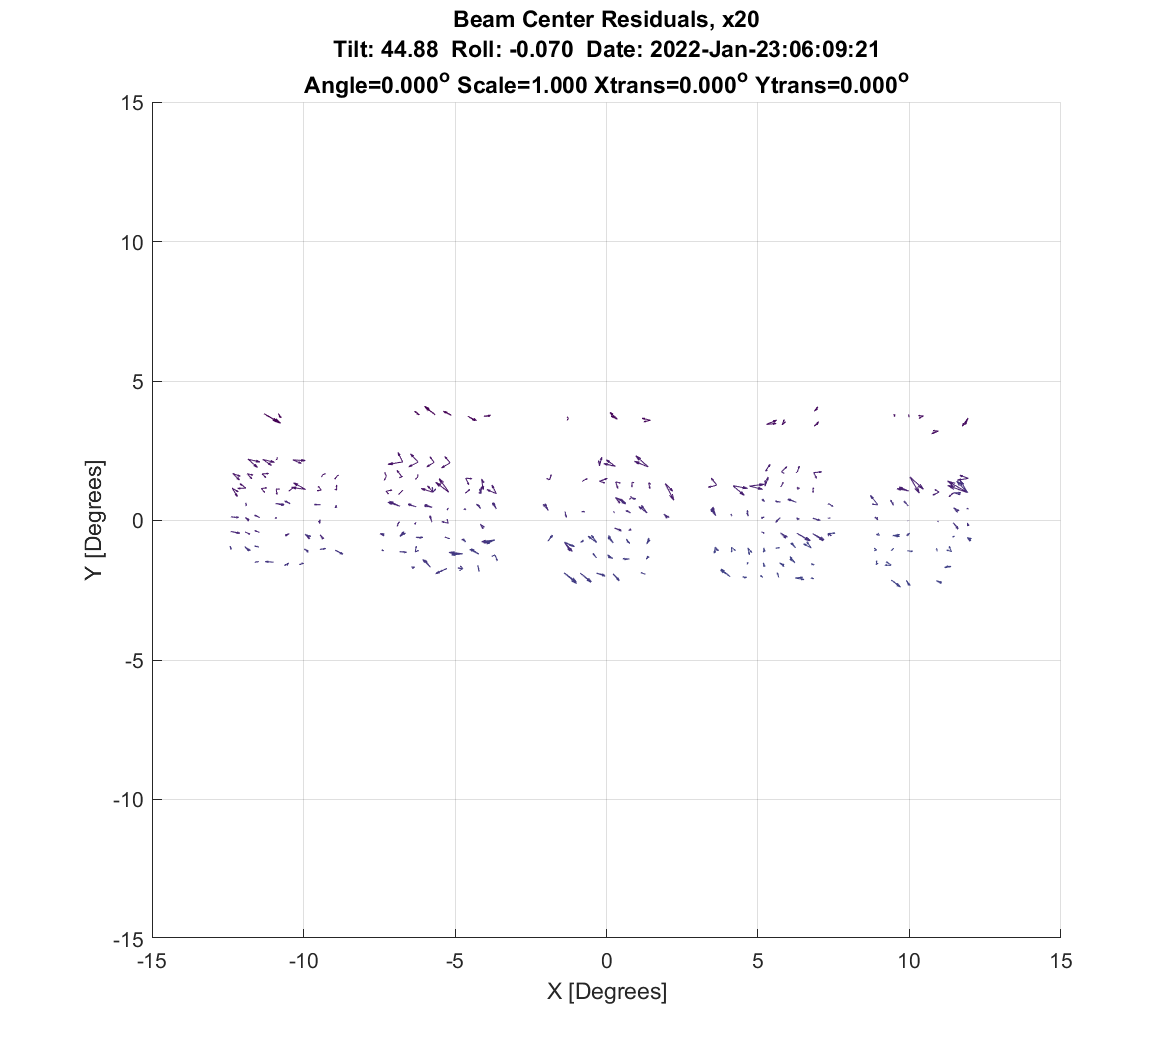 Beam Center Residuals, x20
Tilt: 44.88 Roll: -0.070 Date: 2022-Jan-23:06:09:21
Angle=0.000° Scale=1.000 Xtrans=0.000° Ytrans=0.000°
15
10
5
0
-5
-10
-15
Y [Degrees]
-15 -10 -5 0 5 10 15
X [Degrees]